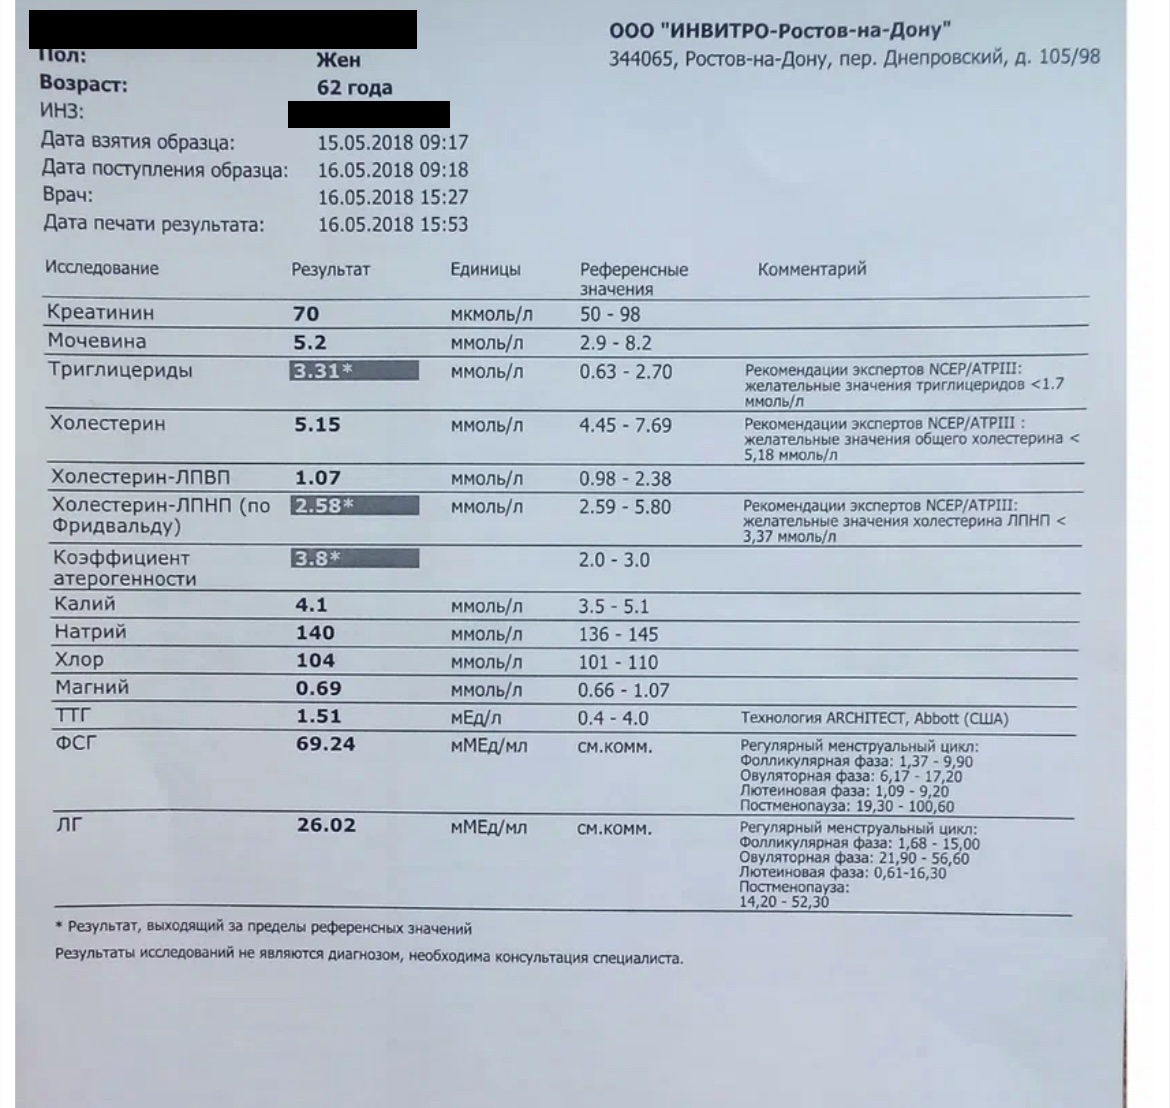 ООО "ИНВИТРО-Ростов-на-Дону"
344065, Ростов-на-Дону, пер. Днепровский, д. 105/98
Пол: Жен
Возраст: 62 года
ИНЗ:
Дата взятия образца: 15.05.2018 09:17
Дата поступления образца: 16.05.2018 09:18
Врач: 16.05.2018 15:27
Дата печати результата: 16.05.2018 15:53
Исследование Результат Единицы Референсные значения Комментарий
Креатинин 70 мкмоль/л 50 - 98
Мочевина 5.2 ммоль/л 2.9 - 8.2
Триглицериды 3.31* ммоль/л 0.63 - 2.70 Рекомендации экспертов NCEP/ATPIII:
желательные значения триглицеридов <1.7
ммоль/л
Холестерин 5.15 ммоль/л 4.45 - 7.69 Рекомендации экспертов NCEP/ATPIII :
желательные значения общего холестерина <
5,18 ммоль/л
Холестерин-ЛПВП 1.07 ммоль/л 0.98 - 2.38
Холестерин-ЛПНП (по Фридвальду) 2.58* ммоль/л 2.59 - 5.80 Рекомендации экспертов NCEP/ATPIII:
желательные значения холестерина ЛПНП <
3,37 ммоль/л
Коэффициент атерогенности 3.8* 2.0 - 3.0
Калий 4.1 ммоль/л 3.5 - 5.1
Натрий 140 ммоль/л 136 - 145
Хлор 104 ммоль/л 101 - 110
Магний 0.69 ммоль/л 0.66 - 1.07
ТТГ 1.51 мЕд/л 0.4 - 4.0 Технология ARCHITECT, Abbott (США)
ФСГ 69.24 мМЕд/мл см.комм. Регулярный менструальный цикл:
Фолликулярная фаза: 1,37 - 9,90
Овуляторная фаза: 6,17 - 17,20
Лютеиновая фаза: 1,09 - 9,20
Постменопауза: 19,30 - 100,60
ЛГ 26.02 мМЕд/мл см.комм. Регулярный менструальный цикл:
Фолликулярная фаза: 1,68 - 15,00
Овуляторная фаза: 21,90 - 56,60
Лютеиновая фаза: 0,61-16,30
Постменопауза:
14,20 - 52,30
* Результат, выходящий за пределы референсных значений
Результаты исследований не являются диагнозом, необходима консультация специалиста.